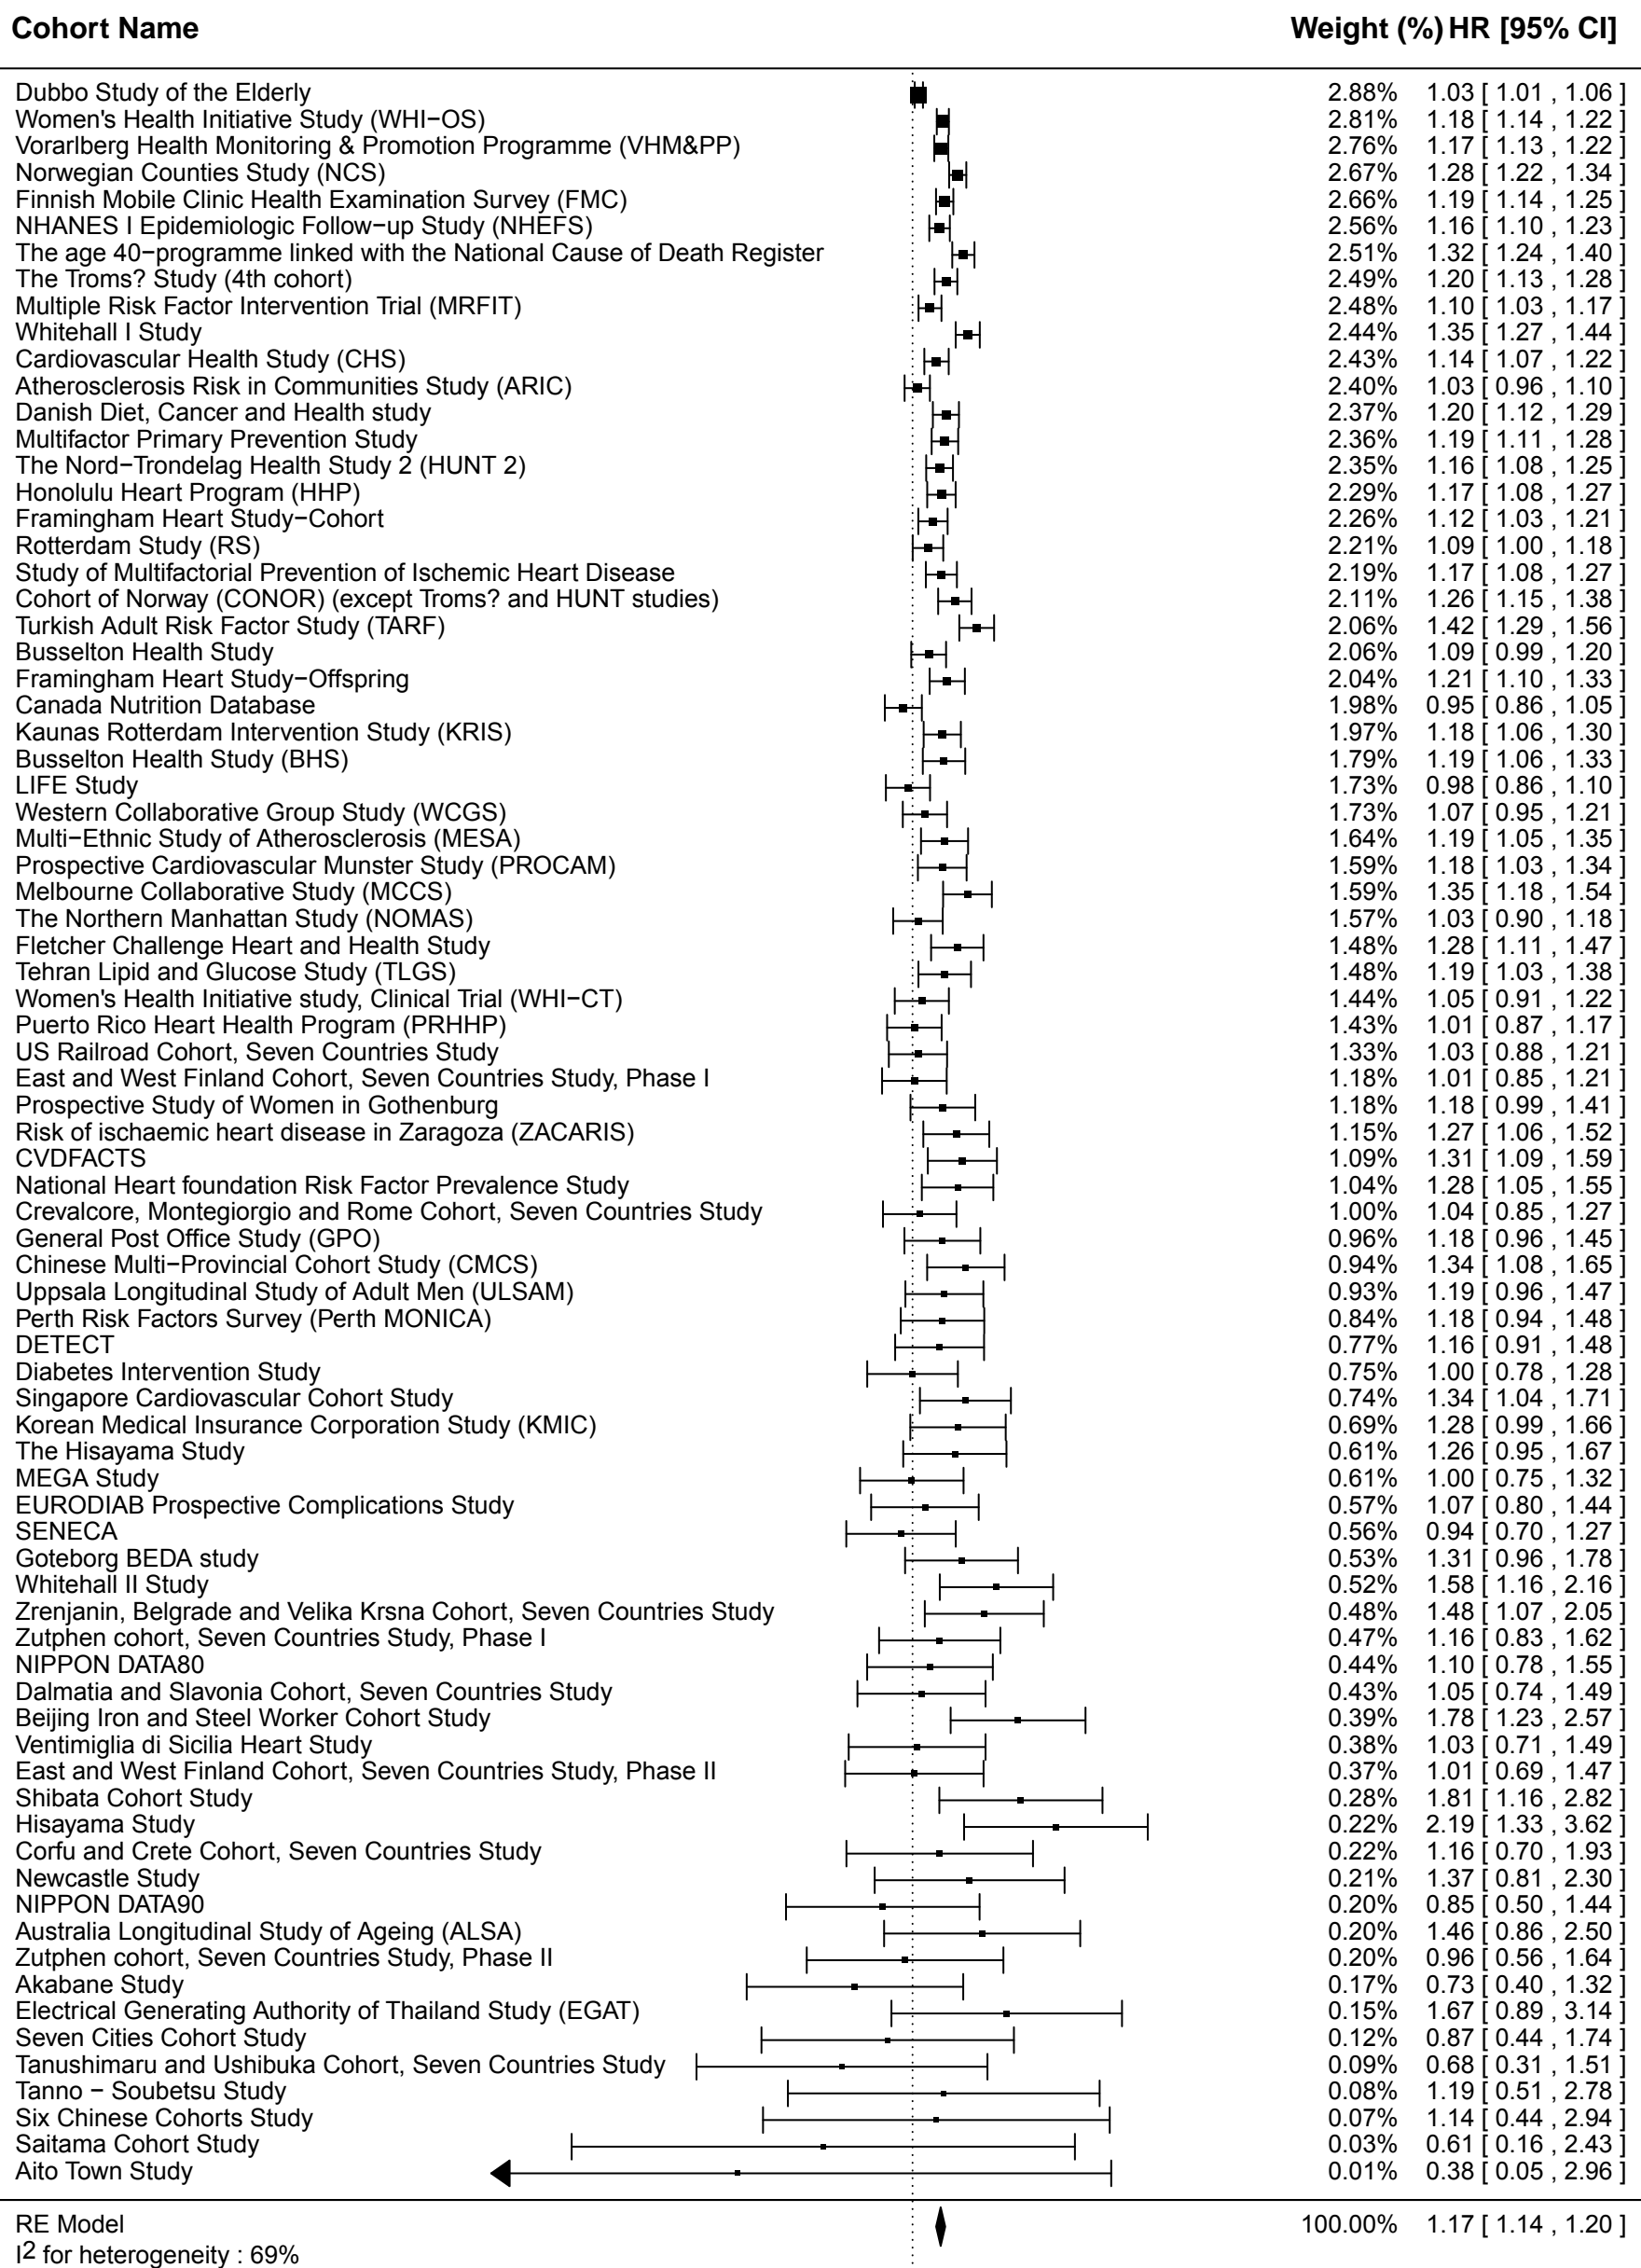 Cohort Name Weight (%) HR [95% CI]
Dubbo Study of the Elderly 2.88% 1.03 [ 1.01 , 1.06 ]
Women's Health Initiative Study (WHI−OS) 2.81% 1.18 [ 1.14 , 1.22 ]
Vorarlberg Health Monitoring & Promotion Programme (VHM&PP) 2.76% 1.17 [ 1.13 , 1.22 ]
Norwegian Counties Study (NCS) 2.67% 1.28 [ 1.22 , 1.34 ]
Finnish Mobile Clinic Health Examination Survey (FMC) 2.66% 1.19 [ 1.14 , 1.25 ]
NHANES I Epidemiologic Follow−up Study (NHEFS) 2.56% 1.16 [ 1.10 , 1.23 ]
The age 40−programme linked with the National Cause of Death Register 2.51% 1.32 [ 1.24 , 1.40 ]
The Troms? Study (4th cohort) 2.49% 1.20 [ 1.13 , 1.28 ]
Multiple Risk Factor Intervention Trial (MRFIT) 2.48% 1.10 [ 1.03 , 1.17 ]
Whitehall I Study 2.44% 1.35 [ 1.27 , 1.44 ]
Cardiovascular Health Study (CHS) 2.43% 1.14 [ 1.07 , 1.22 ]
Atherosclerosis Risk in Communities Study (ARIC) 2.40% 1.03 [ 0.96 , 1.10 ]
Danish Diet, Cancer and Health study 2.37% 1.20 [ 1.12 , 1.29 ]
Multifactor Primary Prevention Study 2.36% 1.19 [ 1.11 , 1.28 ]
The Nord−Trondelag Health Study 2 (HUNT 2) 2.35% 1.16 [ 1.08 , 1.25 ]
Honolulu Heart Program (HHP) 2.29% 1.17 [ 1.08 , 1.27 ]
Framingham Heart Study−Cohort 2.26% 1.12 [ 1.03 , 1.21 ]
Rotterdam Study (RS) 2.21% 1.09 [ 1.00 , 1.18 ]
Study of Multifactorial Prevention of Ischemic Heart Disease 2.19% 1.17 [ 1.08 , 1.27 ]
Cohort of Norway (CONOR) (except Troms? and HUNT studies) 2.11% 1.26 [ 1.15 , 1.38 ]
Turkish Adult Risk Factor Study (TARF) 2.06% 1.42 [ 1.29 , 1.56 ]
Busselton Health Study 2.06% 1.09 [ 0.99 , 1.20 ]
Framingham Heart Study−Offspring 2.04% 1.21 [ 1.10 , 1.33 ]
Canada Nutrition Database 1.98% 0.95 [ 0.86 , 1.05 ]
Kaunas Rotterdam Intervention Study (KRIS) 1.97% 1.18 [ 1.06 , 1.30 ]
Busselton Health Study (BHS) 1.79% 1.19 [ 1.06 , 1.33 ]
LIFE Study 1.73% 0.98 [ 0.86 , 1.10 ]
Western Collaborative Group Study (WCGS) 1.73% 1.07 [ 0.95 , 1.21 ]
Multi−Ethnic Study of Atherosclerosis (MESA) 1.64% 1.19 [ 1.05 , 1.35 ]
Prospective Cardiovascular Munster Study (PROCAM) 1.59% 1.18 [ 1.03 , 1.34 ]
Melbourne Collaborative Study (MCCS) 1.59% 1.35 [ 1.18 , 1.54 ]
The Northern Manhattan Study (NOMAS) 1.57% 1.03 [ 0.90 , 1.18 ]
Fletcher Challenge Heart and Health Study 1.48% 1.28 [ 1.11 , 1.47 ]
Tehran Lipid and Glucose Study (TLGS) 1.48% 1.19 [ 1.03 , 1.38 ]
Women's Health Initiative study, Clinical Trial (WHI−CT) 1.44% 1.05 [ 0.91 , 1.22 ]
Puerto Rico Heart Health Program (PRHHP) 1.43% 1.01 [ 0.87 , 1.17 ]
US Railroad Cohort, Seven Countries Study 1.33% 1.03 [ 0.88 , 1.21 ]
East and West Finland Cohort, Seven Countries Study, Phase I 1.18% 1.01 [ 0.85 , 1.21 ]
Prospective Study of Women in Gothenburg 1.18% 1.18 [ 0.99 , 1.41 ]
Risk of ischaemic heart disease in Zaragoza (ZACARIS) 1.15% 1.27 [ 1.06 , 1.52 ]
CVDFACTS 1.09% 1.31 [ 1.09 , 1.59 ]
National Heart foundation Risk Factor Prevalence Study 1.04% 1.28 [ 1.05 , 1.55 ]
Crevalcore, Montegiorgio and Rome Cohort, Seven Countries Study 1.00% 1.04 [ 0.85 , 1.27 ]
General Post Office Study (GPO) 0.96% 1.18 [ 0.96 , 1.45 ]
Chinese Multi−Provincial Cohort Study (CMCS) 0.94% 1.34 [ 1.08 , 1.65 ]
Uppsala Longitudinal Study of Adult Men (ULSAM) 0.93% 1.19 [ 0.96 , 1.47 ]
Perth Risk Factors Survey (Perth MONICA) 0.84% 1.18 [ 0.94 , 1.48 ]
DETECT 0.77% 1.16 [ 0.91 , 1.48 ]
Diabetes Intervention Study 0.75% 1.00 [ 0.78 , 1.28 ]
Singapore Cardiovascular Cohort Study 0.74% 1.34 [ 1.04 , 1.71 ]
Korean Medical Insurance Corporation Study (KMIC) 0.69% 1.28 [ 0.99 , 1.66 ]
The Hisayama Study 0.61% 1.26 [ 0.95 , 1.67 ]
MEGA Study 0.61% 1.00 [ 0.75 , 1.32 ]
EURODIAB Prospective Complications Study 0.57% 1.07 [ 0.80 , 1.44 ]
SENECA 0.56% 0.94 [ 0.70 , 1.27 ]
Goteborg BEDA study 0.53% 1.31 [ 0.96 , 1.78 ]
Whitehall II Study 0.52% 1.58 [ 1.16 , 2.16 ]
Zrenjanin, Belgrade and Velika Krsna Cohort, Seven Countries Study 0.48% 1.48 [ 1.07 , 2.05 ]
Zutphen cohort, Seven Countries Study, Phase I 0.47% 1.16 [ 0.83 , 1.62 ]
NIPPON DATA80 0.44% 1.10 [ 0.78 , 1.55 ]
Dalmatia and Slavonia Cohort, Seven Countries Study 0.43% 1.05 [ 0.74 , 1.49 ]
Beijing Iron and Steel Worker Cohort Study 0.39% 1.78 [ 1.23 , 2.57 ]
Ventimiglia di Sicilia Heart Study 0.38% 1.03 [ 0.71 , 1.49 ]
East and West Finland Cohort, Seven Countries Study, Phase II 0.37% 1.01 [ 0.69 , 1.47 ]
Shibata Cohort Study 0.28% 1.81 [ 1.16 , 2.82 ]
Hisayama Study 0.22% 2.19 [ 1.33 , 3.62 ]
Corfu and Crete Cohort, Seven Countries Study 0.22% 1.16 [ 0.70 , 1.93 ]
Newcastle Study 0.21% 1.37 [ 0.81 , 2.30 ]
NIPPON DATA90 0.20% 0.85 [ 0.50 , 1.44 ]
Australia Longitudinal Study of Ageing (ALSA) 0.20% 1.46 [ 0.86 , 2.50 ]
Zutphen cohort, Seven Countries Study, Phase II 0.20% 0.96 [ 0.56 , 1.64 ]
Akabane Study 0.17% 0.73 [ 0.40 , 1.32 ]
Electrical Generating Authority of Thailand Study (EGAT) 0.15% 1.67 [ 0.89 , 3.14 ]
Seven Cities Cohort Study 0.12% 0.87 [ 0.44 , 1.74 ]
Tanushimaru and Ushibuka Cohort, Seven Countries Study 0.09% 0.68 [ 0.31 , 1.51 ]
Tanno − Soubetsu Study 0.08% 1.19 [ 0.51 , 2.78 ]
Six Chinese Cohorts Study 0.07% 1.14 [ 0.44 , 2.94 ]
Saitama Cohort Study 0.03% 0.61 [ 0.16 , 2.43 ]
Aito Town Study 0.01% 0.38 [ 0.05 , 2.96 ]
RE Model 100.00% 1.17 [ 1.14 , 1.20 ]
I2 for heterogeneity : 69%